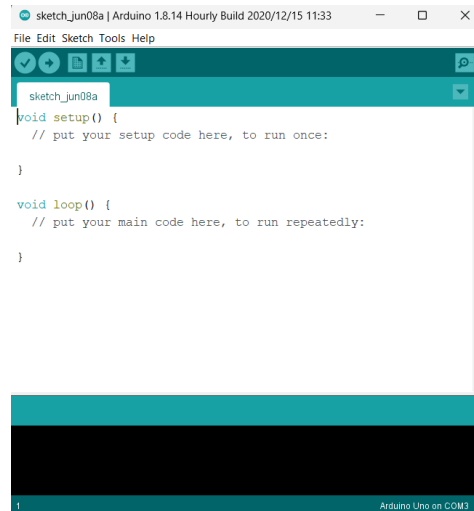 sketch_jun08a | Arduino 1.8.14 Hourly Build 2020/12/15 11:33
File Edit Sketch Tools Help
sketch_jun08a
void setup() {
  // put your setup code here, to run once:
}
void loop() {
  // put your main code here, to run repeatedly:
}
1
Arduino Uno on COM3